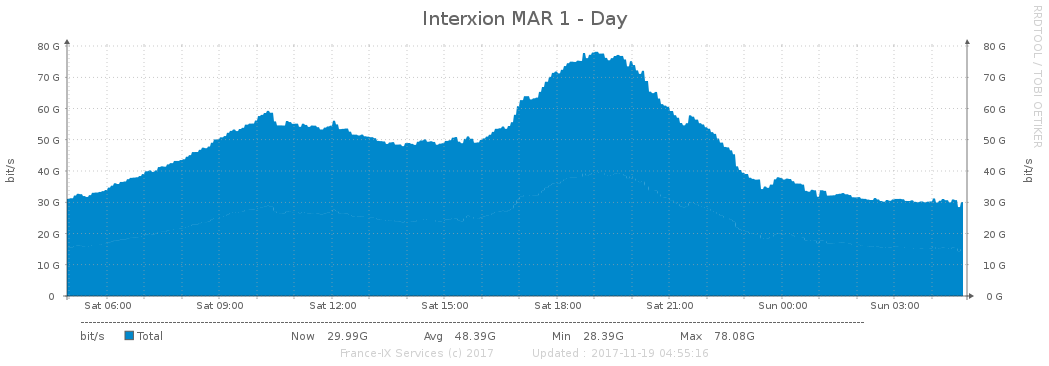 Interxion MAR 1 - Day
RRDTOOL / TOBI OETIKER
80 G 80 G
70 G 70 G
60 G 60 G
50 G 50 G
40 G 40 G
30 G 30 G
20 G 20 G
10 G 10 G
0 0 G
bit/s bit/s
Sat 06:00 Sat 09:00 Sat 12:00 Sat 15:00 Sat 18:00 Sat 21:00 Sun 00:00 Sun 03:00
bit/s Total Now 29.99G Avg 48.39G Min 28.39G Max 78.08G
France-IX Services (c) 2017 Updated : 2017-11-19 04:55:16